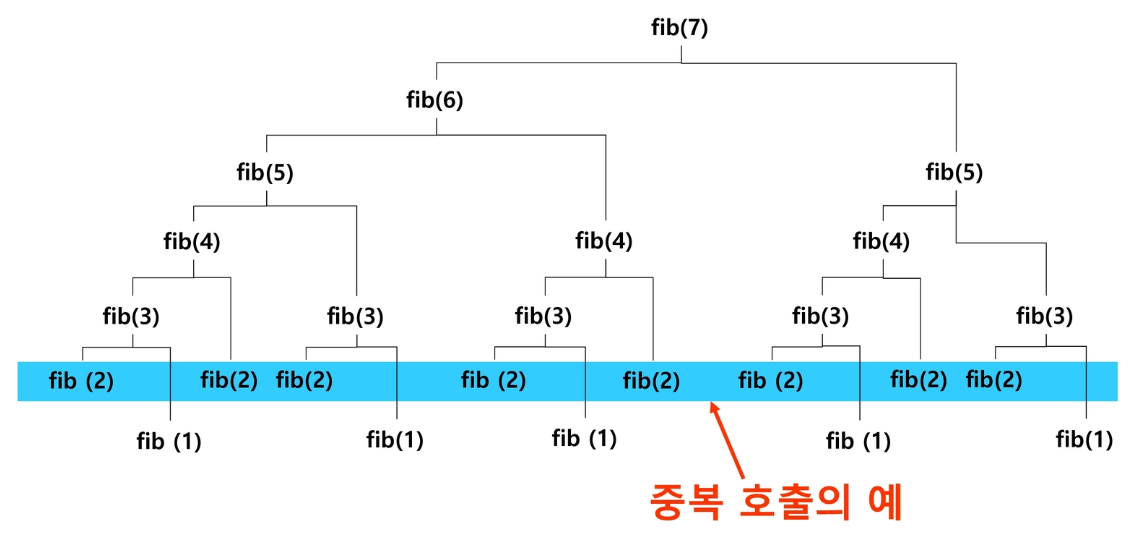 fib(7)
fib(6)
fib(5) fib(5)
fib(4) fib(4) fib(4)
fib(3) fib(3) fib(3) fib(3) fib(3)
fib (2) fib(2) fib(2) fib (2) fib(2) fib (2) fib(2) fib(2)
fib (1) fib(1) fib (1) fib (1) fib(1)
중복 호출의 예